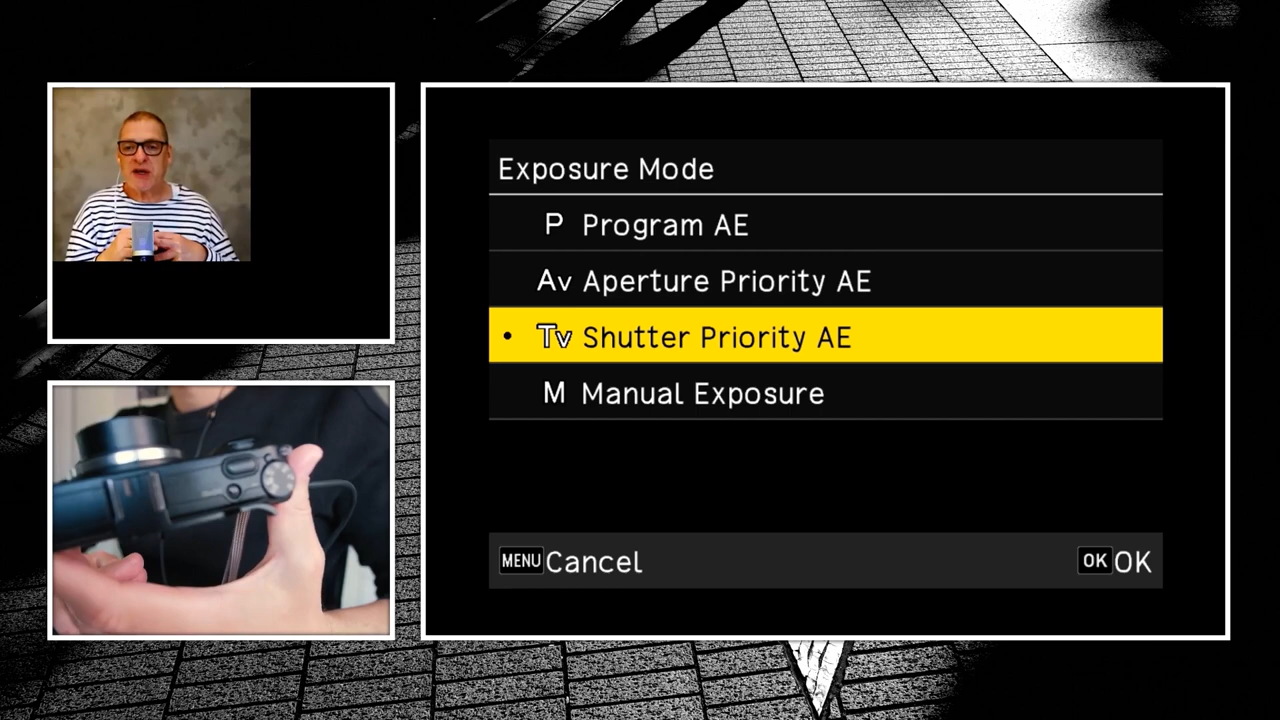 Exposure Mode
P Program AE
Av Aperture Priority AE
• Tv Shutter Priority AE
M Manual Exposure
MENU Cancel
OK OK